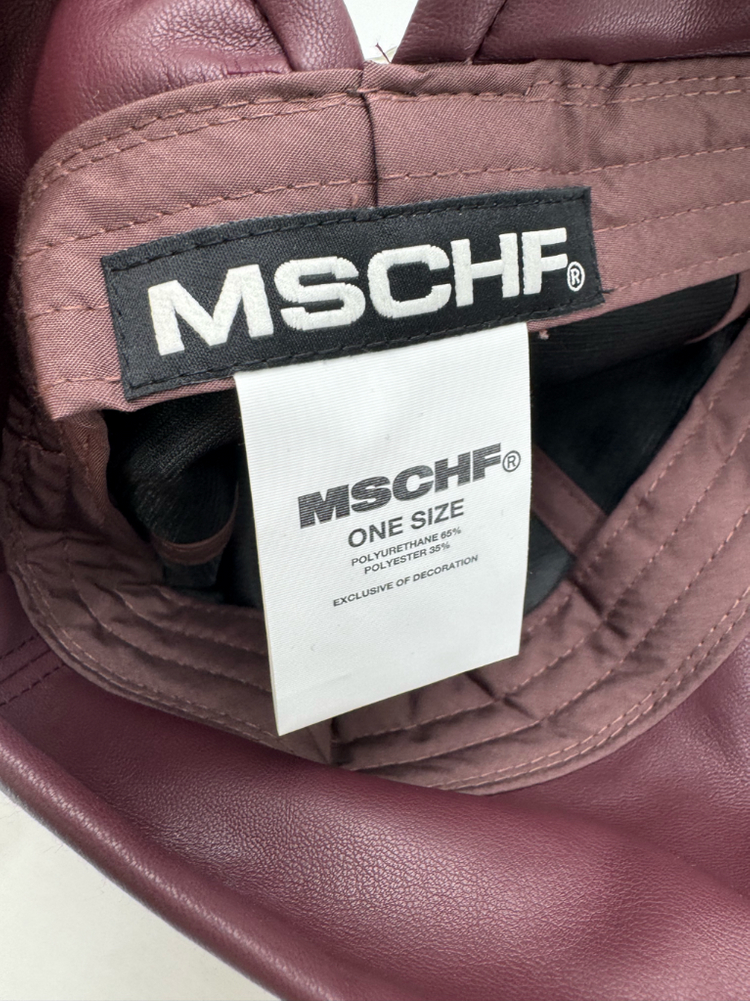 MSCHF®
MSCHF®
ONE SIZE
POLYURETHANE 65%
POLYESTER 35%
EXCLUSIVE OF DECORATION